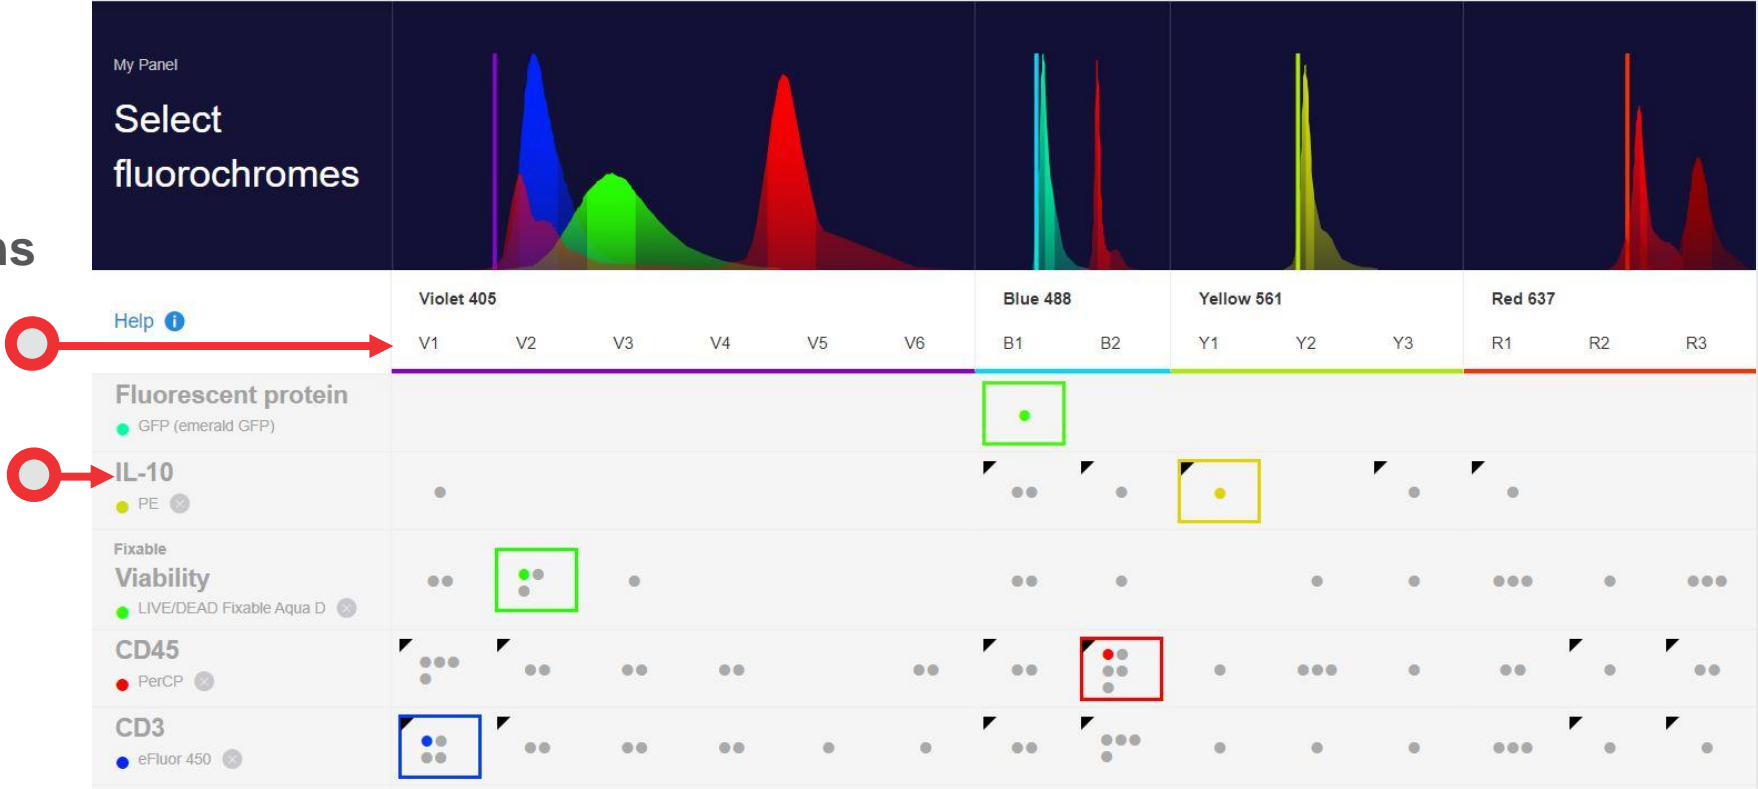 My Panel
Select
fluorochromes
ns
Help i
Violet 405 Blue 488 Yellow 561 Red 637
V1 V2 V3 V4 V5 V6 B1 B2 Y1 Y2 Y3 R1 R2 R3
Fluorescent protein
GFP (emerald GFP)
IL-10
PE
Fixable
Viability
LIVE/DEAD Fixable Aqua D
CD45
PerCP
CD3
eFluor 450